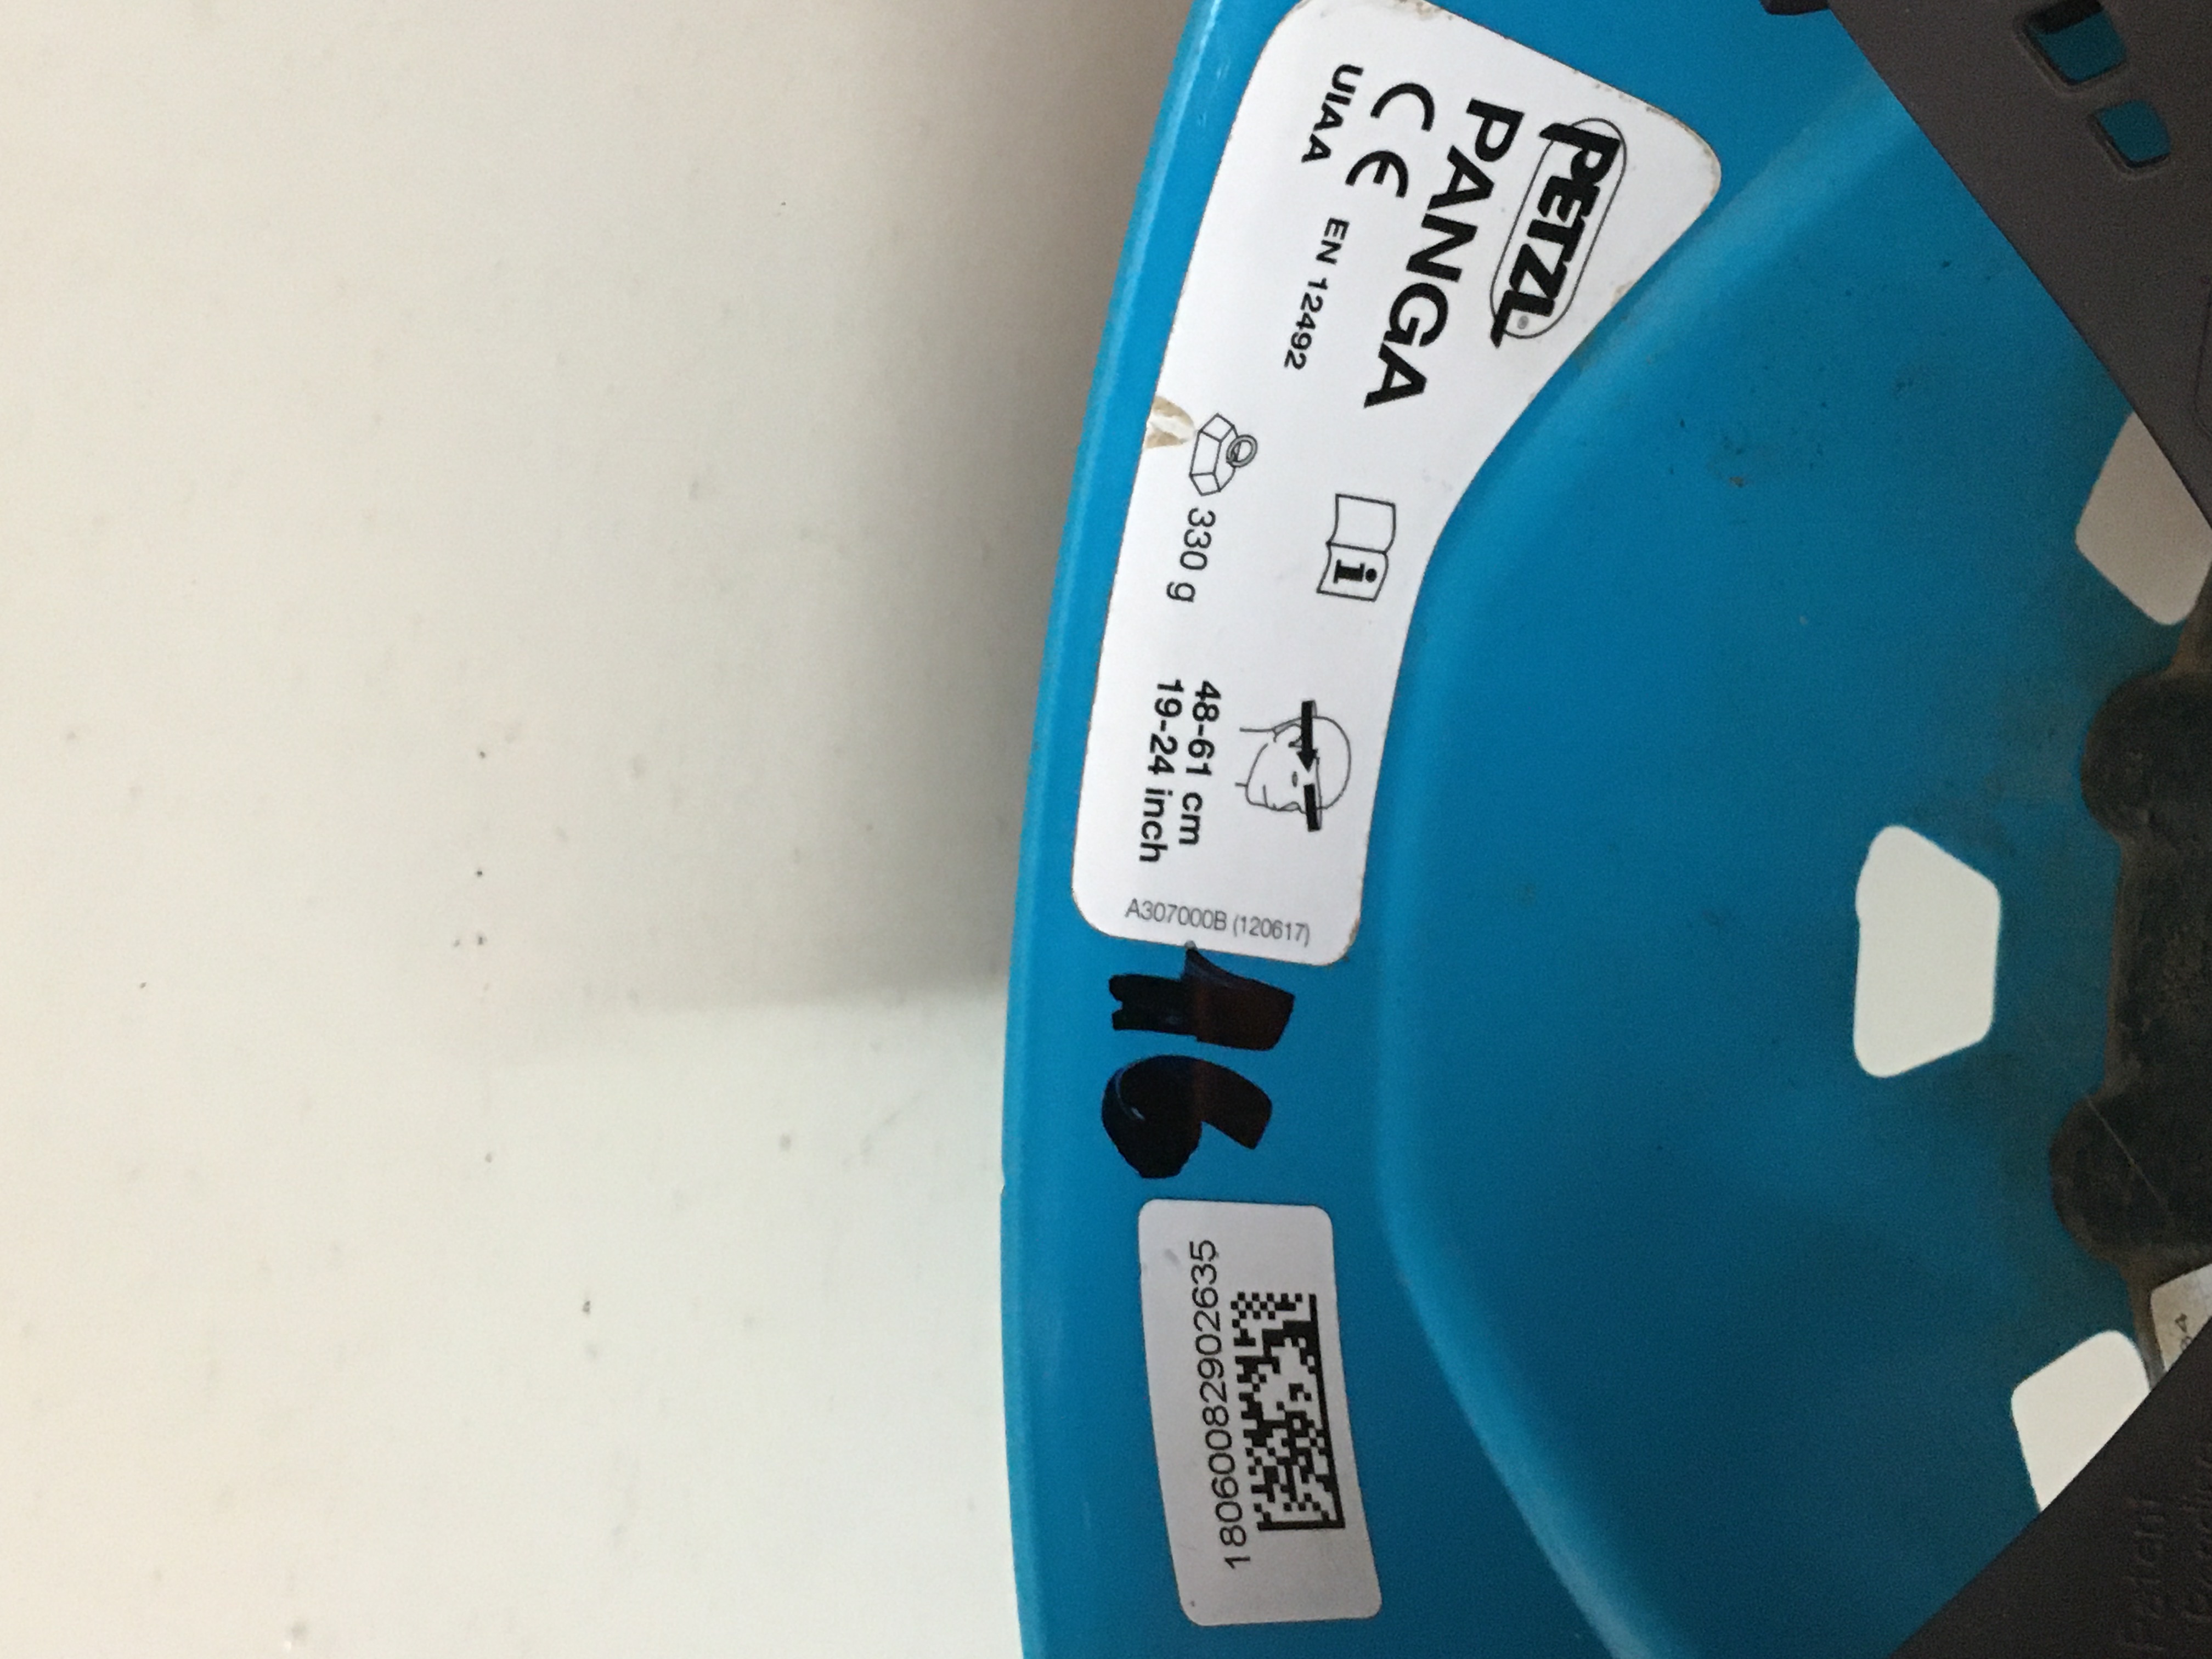 PETZL®
PANGA
CE
UIAA EN 12492
i
330 g
48-61 cm
19-24 inch
A307000B (120617)
16
18060082902635